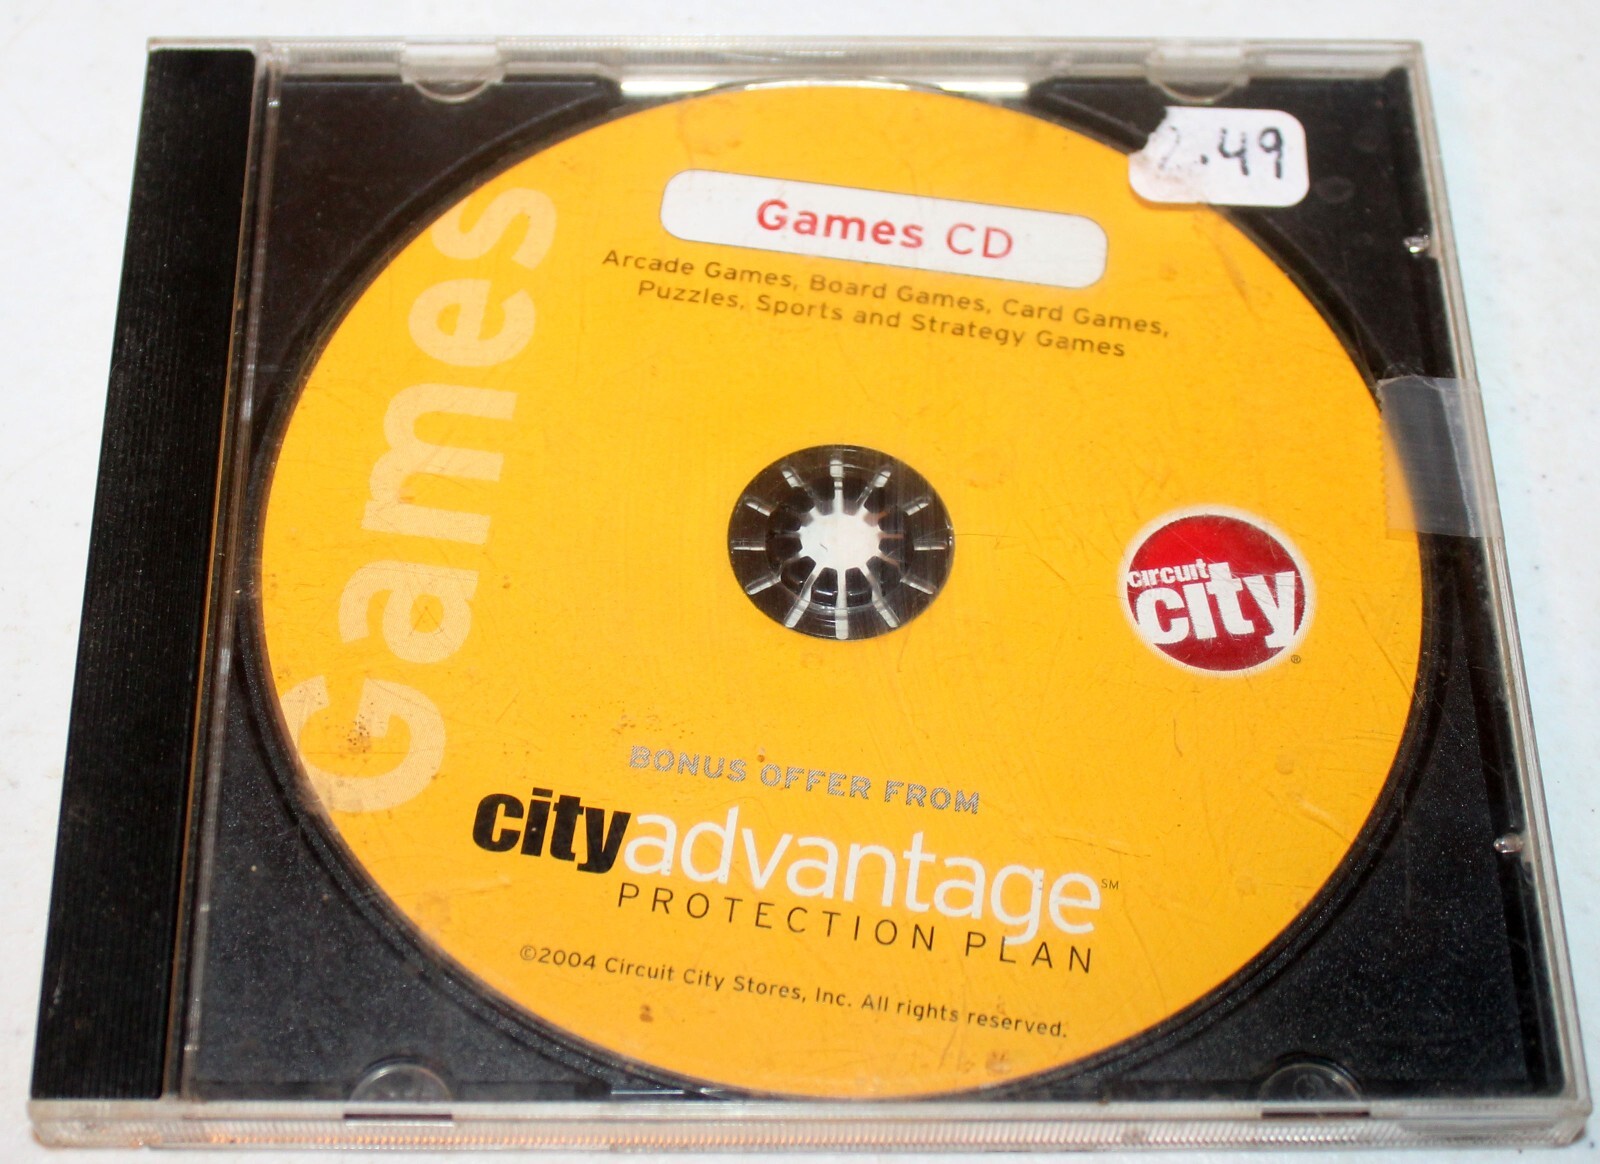 2.49
Games CD
Arcade Games, Board Games, Card Games,
Puzzles, Sports and Strategy Games
Games
circuit
city®
BONUS OFFER FROM
cityadvantage℠
PROTECTION PLAN
©2004 Circuit City Stores, Inc. All rights reserved.